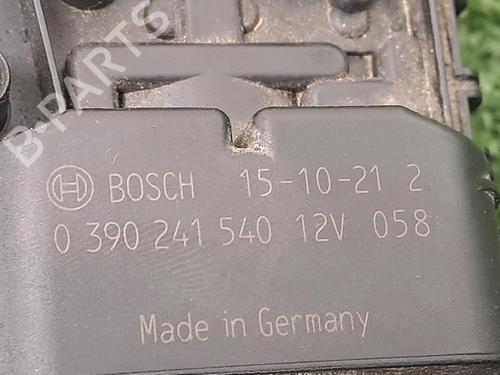 B-PARTS
BOSCH 15-10-21 2
0 390 241 540 12V 058
Made in Germany